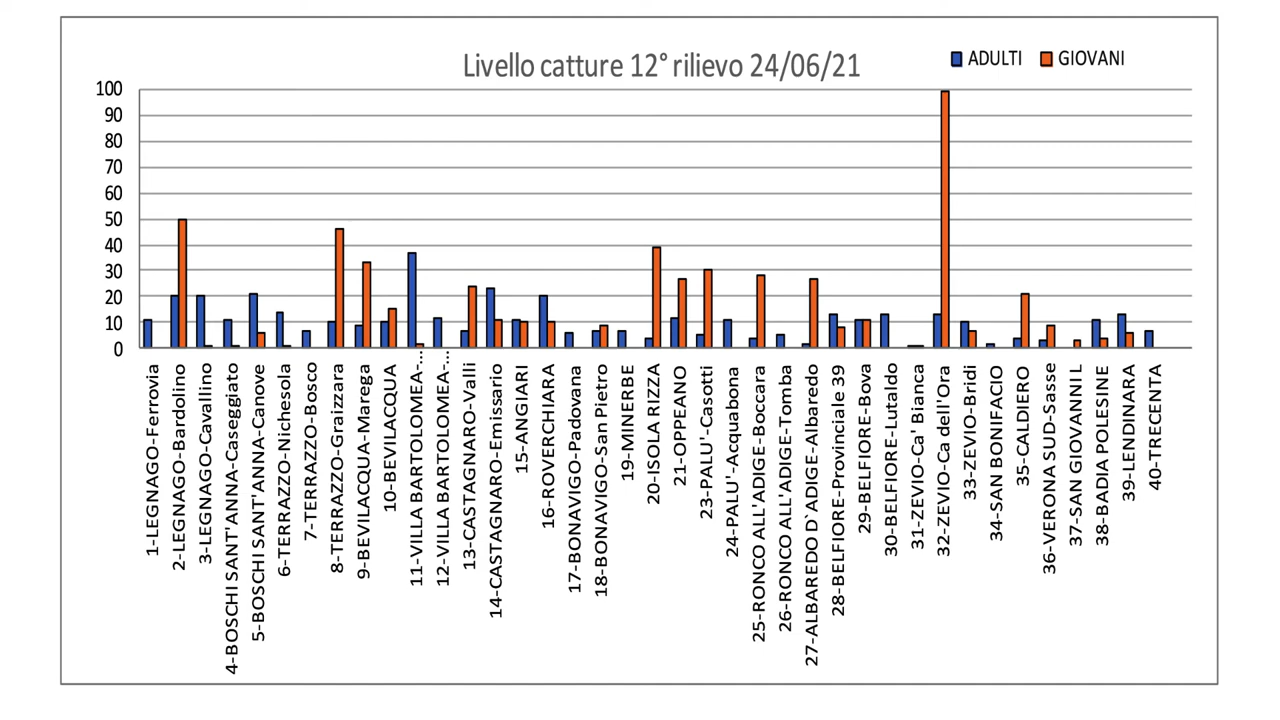 Livello catture 12° rilievo 24/06/21
ADULTI
GIOVANI
100
90
80
70
60
50
40
30
20
10
0
1-LEGNAGO-Ferrovia
2-LEGNAGO-Bardolino
3-LEGNAGO-Cavallino
4-BOSCHI SANT'ANNA-Caseggiato
5-BOSCHI SANT'ANNA-Canove
6-TERRAZZO-Nichesola
7-TERRAZZO-Bosco
8-TERRAZZO-Graizzara
9-BEVILACQUA-Marega
10-BEVILACQUA
11-VILLA BARTOLOMEA-...
12-VILLA BARTOLOMEA-...
13-CASTAGNARO-Valli
14-CASTAGNARO-Emissario
15-ANGIARI
16-ROVERCHIARA
17-BONAVIGO-Padovana
18-BONAVIGO-San Pietro
19-MINERBE
20-ISOLA RIZZA
21-OPPEANO
23-PALU'-Casotti
24-PALU'-Acquabona
25-RONCO ALL'ADIGE-Boccara
26-RONCO ALL'ADIGE-Tomba
27-ALBAREDO D`ADIGE-Albaredo
28-BELFIORE-Provinciale 39
29-BELFIORE-Bova
30-BELFIORE-Lutaldo
31-ZEVIO-Ca' Bianca
32-ZEVIO-Ca dell'Ora
33-ZEVIO-Bridi
34-SAN BONIFACIO
35-CALDIERO
36-VERONA SUD-Sasse
37-SAN GIOVANNI L
38-BADIA POLESINE
39-LENDINARA
40-TRECENTA